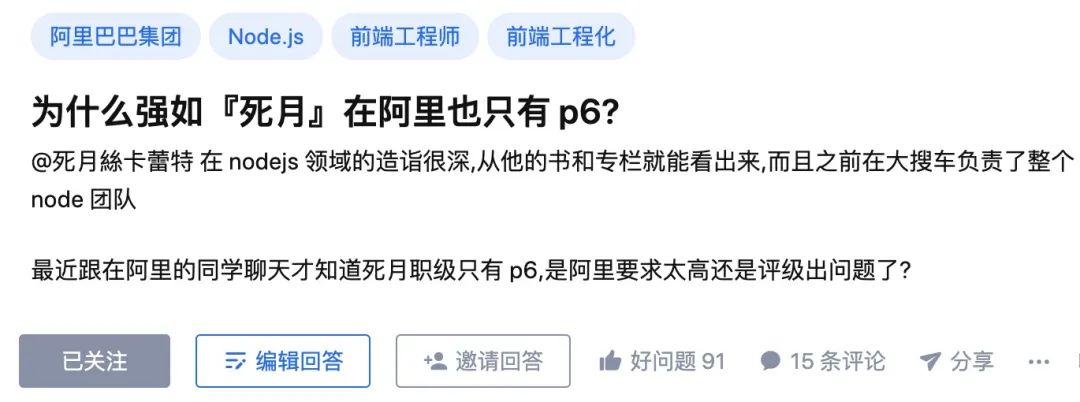 阿里巴巴集团 Node.js 前端工程师 前端工程化
为什么强如『死月』在阿里也只有 p6?
@死月絲卡蕾特 在 nodejs 领域的造诣很深,从他的书和专栏就能看出来,而且之前在大搜车负责了整个
node 团队
最近跟在阿里的同学聊天才知道死月职级只有 p6,是阿里要求太高还是评级出问题了?
已关注 编辑回答 邀请回答 好问题 91 15 条评论 分享